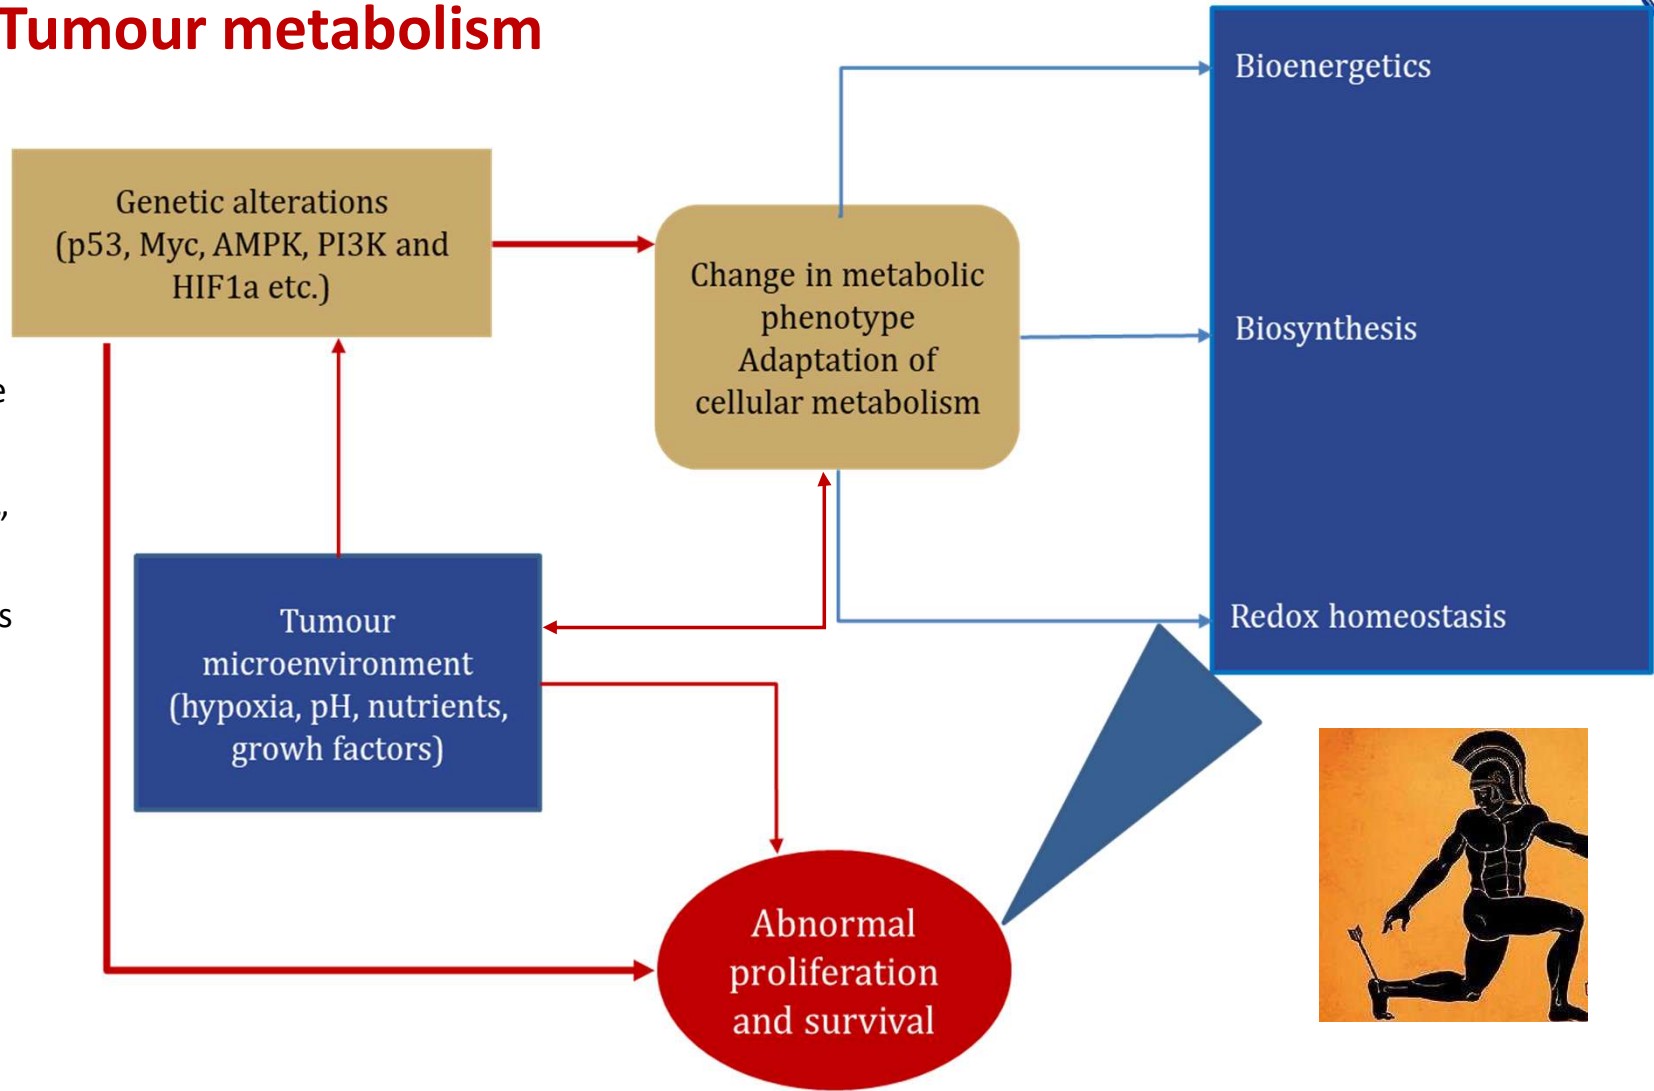 Tumour metabolism
Genetic alterations
(p53, Myc, AMPK, PI3K and
HIF1a etc.)
Change in metabolic
phenotype
Adaptation of
cellular metabolism
Bioenergetics
Biosynthesis
Redox homeostasis
e
”
s
Tumour
microenvironment
(hypoxia, pH, nutrients,
growh factors)
Abnormal
proliferation
and survival